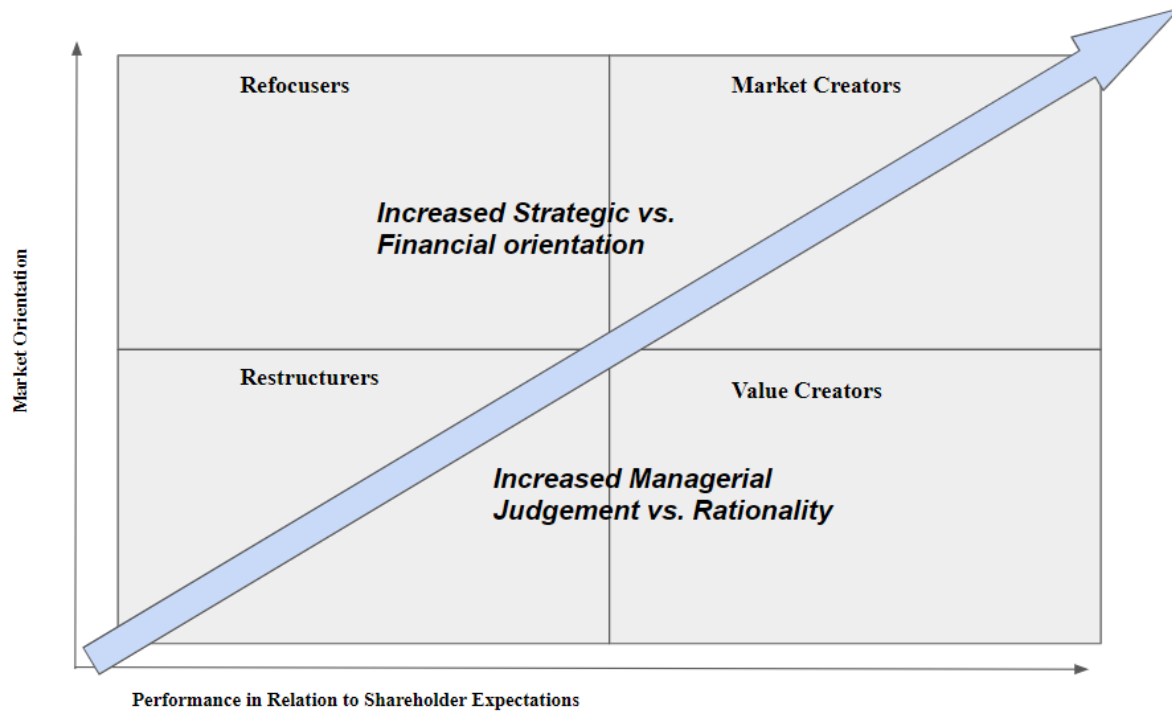 Refocusers
Market Creators
Increased Strategic vs.
Financial orientation
Market Orientation
Restructurers
Value Creators
Increased Managerial
Judgement vs. Rationality
Performance in Relation to Shareholder Expectations